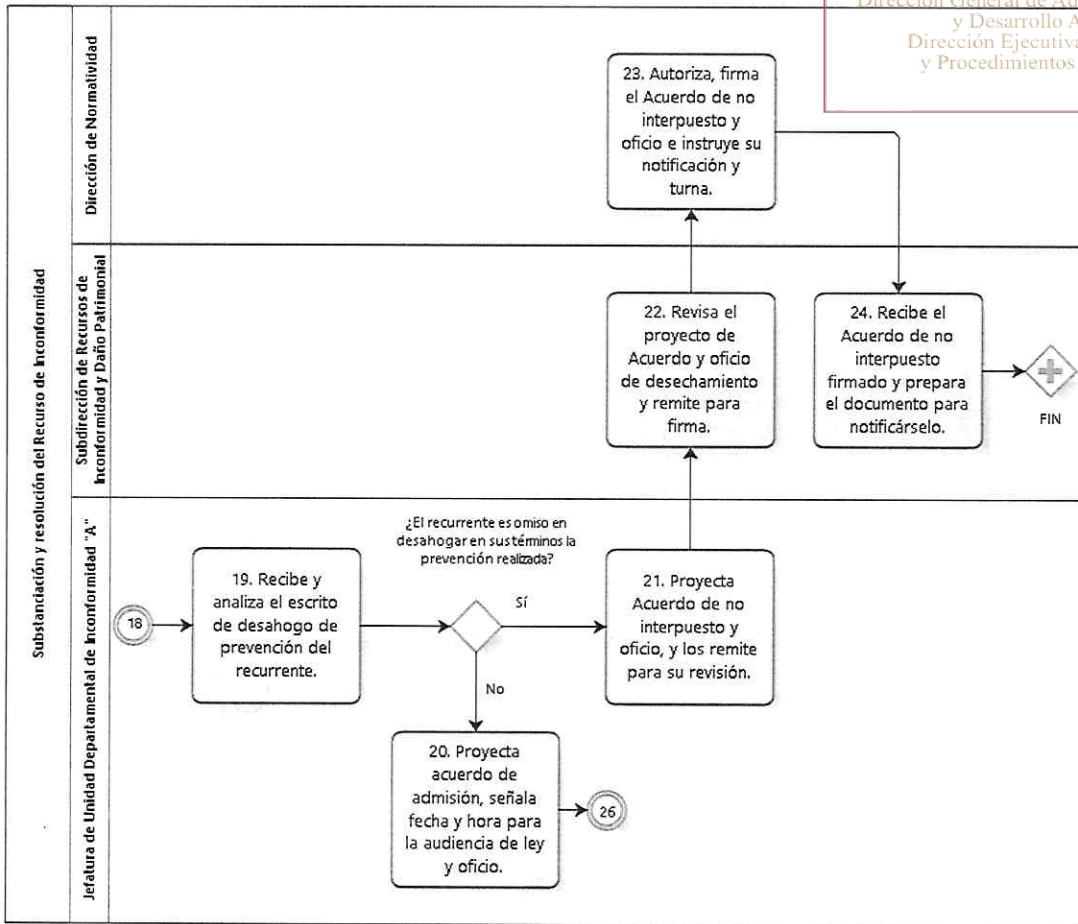 Dirección General de
y Desarrollo
Dirección Ejecutiva
y Procedimientos
Substanciación y resolución del Recurso de Inconformidad
Dirección de Normatividad
23. Autoriza, firma
el Acuerdo de no
interpuesto y
oficio e instruye su
notificación y
turna.
Subdirección de Recursos de
Inconformidad y Daño Patrimonial
22. Revisa el
proyecto de
Acuerdo y oficio
de desechamiento
y remite para
firma.
24. Recibe el
Acuerdo de no
interpuesto
firmado y prepara
el documento para
notificárselo.
FIN
Jefatura de Unidad Departamental de Inconformidad "A"
18
19. Recibe y
analiza el escrito
de desahogo de
prevención del
recurrente.
¿El recurrente es omiso en
desahogar en sus términos la
prevención realizada?
Sí
No
21. Proyecta
Acuerdo de no
interpuesto y
oficio, y los remite
para su revisión.
20. Proyecta
acuerdo de
admisión, señala
fecha y hora para
la audiencia de ley
y oficio.
26